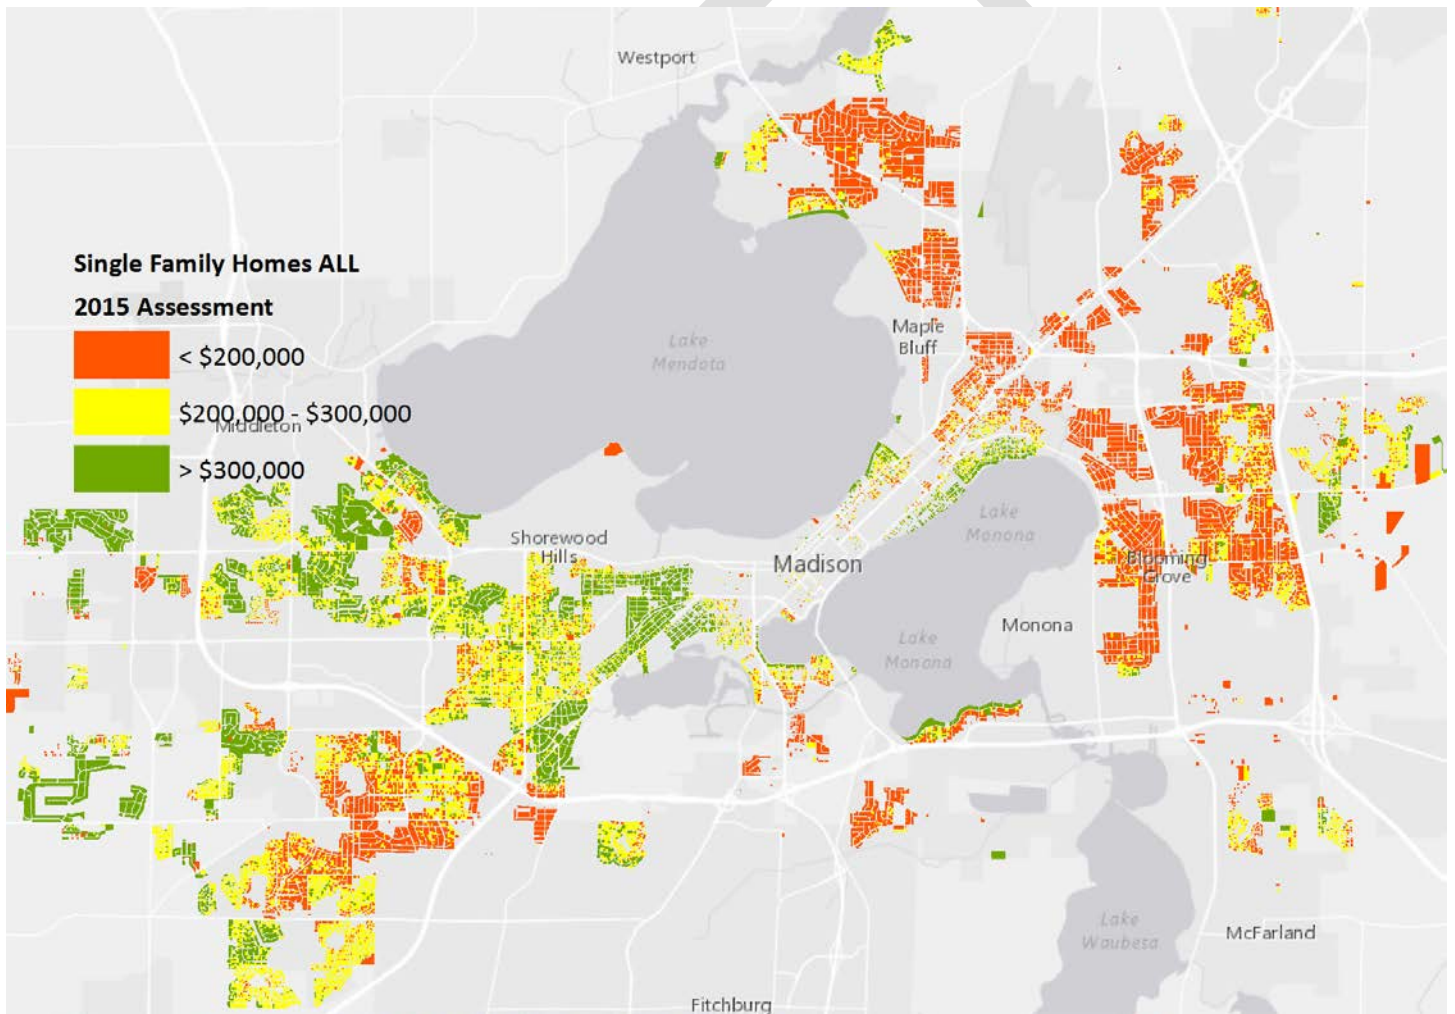 Westport
Single Family Homes ALL
2015 Assessment
< $200,000
$200,000 - $300,000
Middleton
> $300,000
Lake
Mendota
Maple
Bluff
Shorewood
Hills
Madison
Lake
Monona
Blooming
Grove
Monona
Lake
Monona
Lake
Waubesa
McFarland
Fitchburg